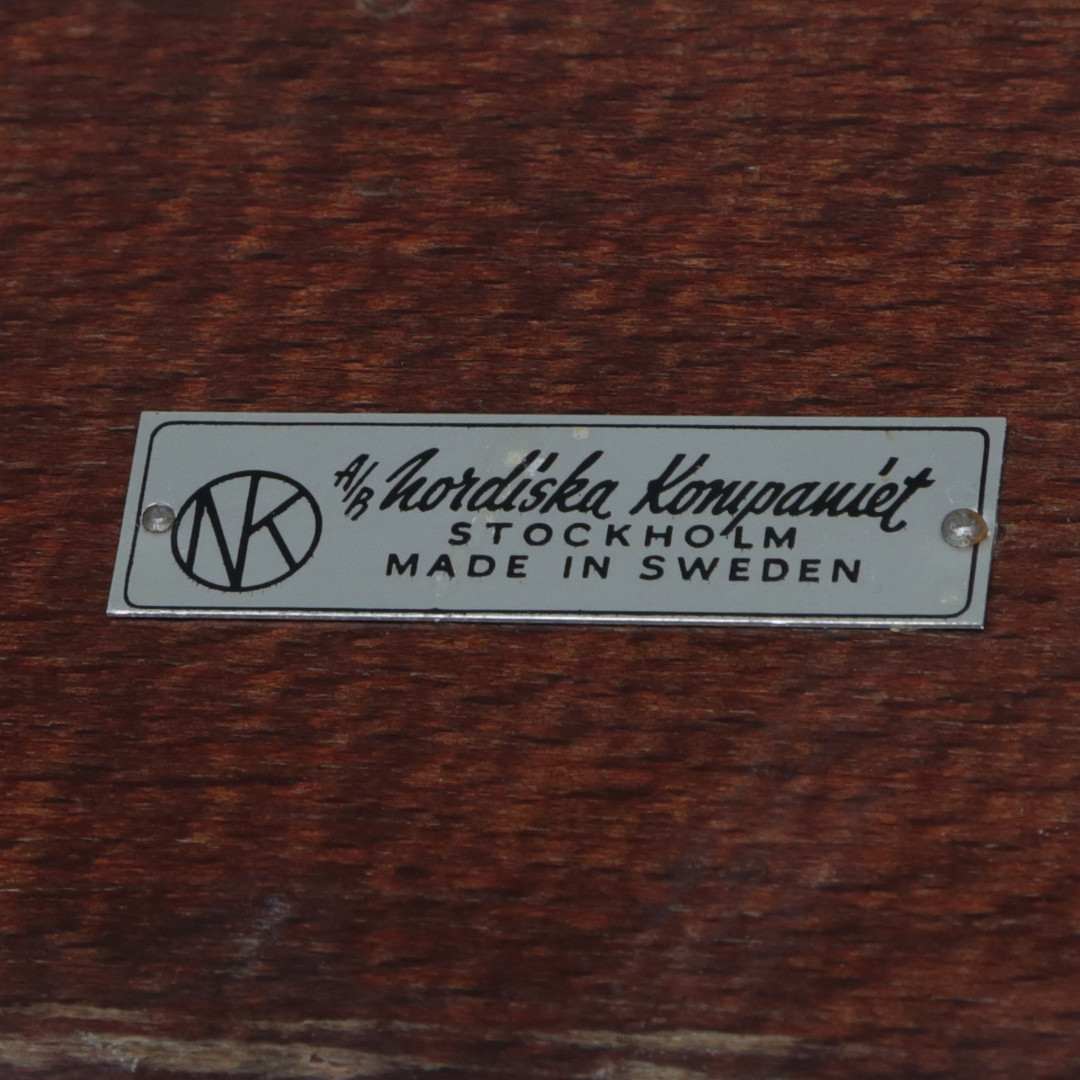 NK
A/B Nordiska Kompaniet
STOCKHOLM
MADE IN SWEDEN